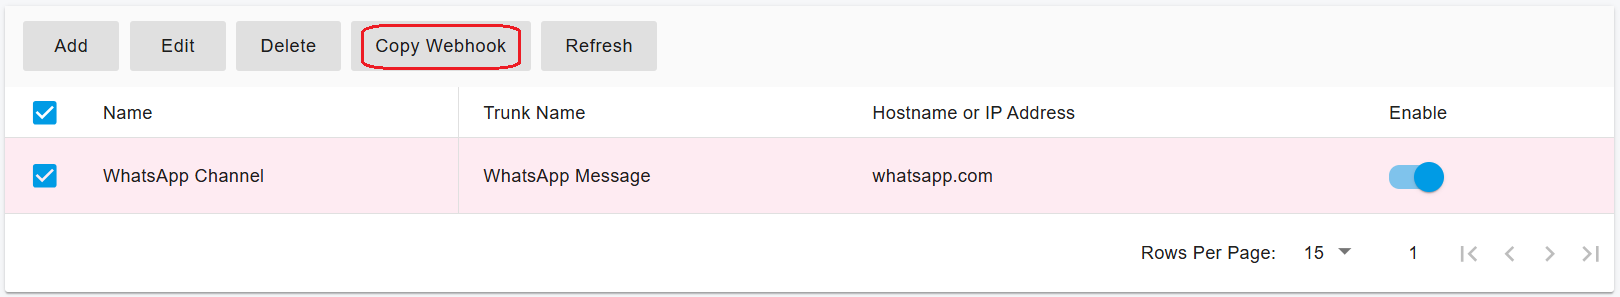 Add Edit Delete Copy Webhook Refresh
Name Trunk Name Hostname or IP Address Enable
WhatsApp Channel WhatsApp Message whatsapp.com
Rows Per Page: 15 1